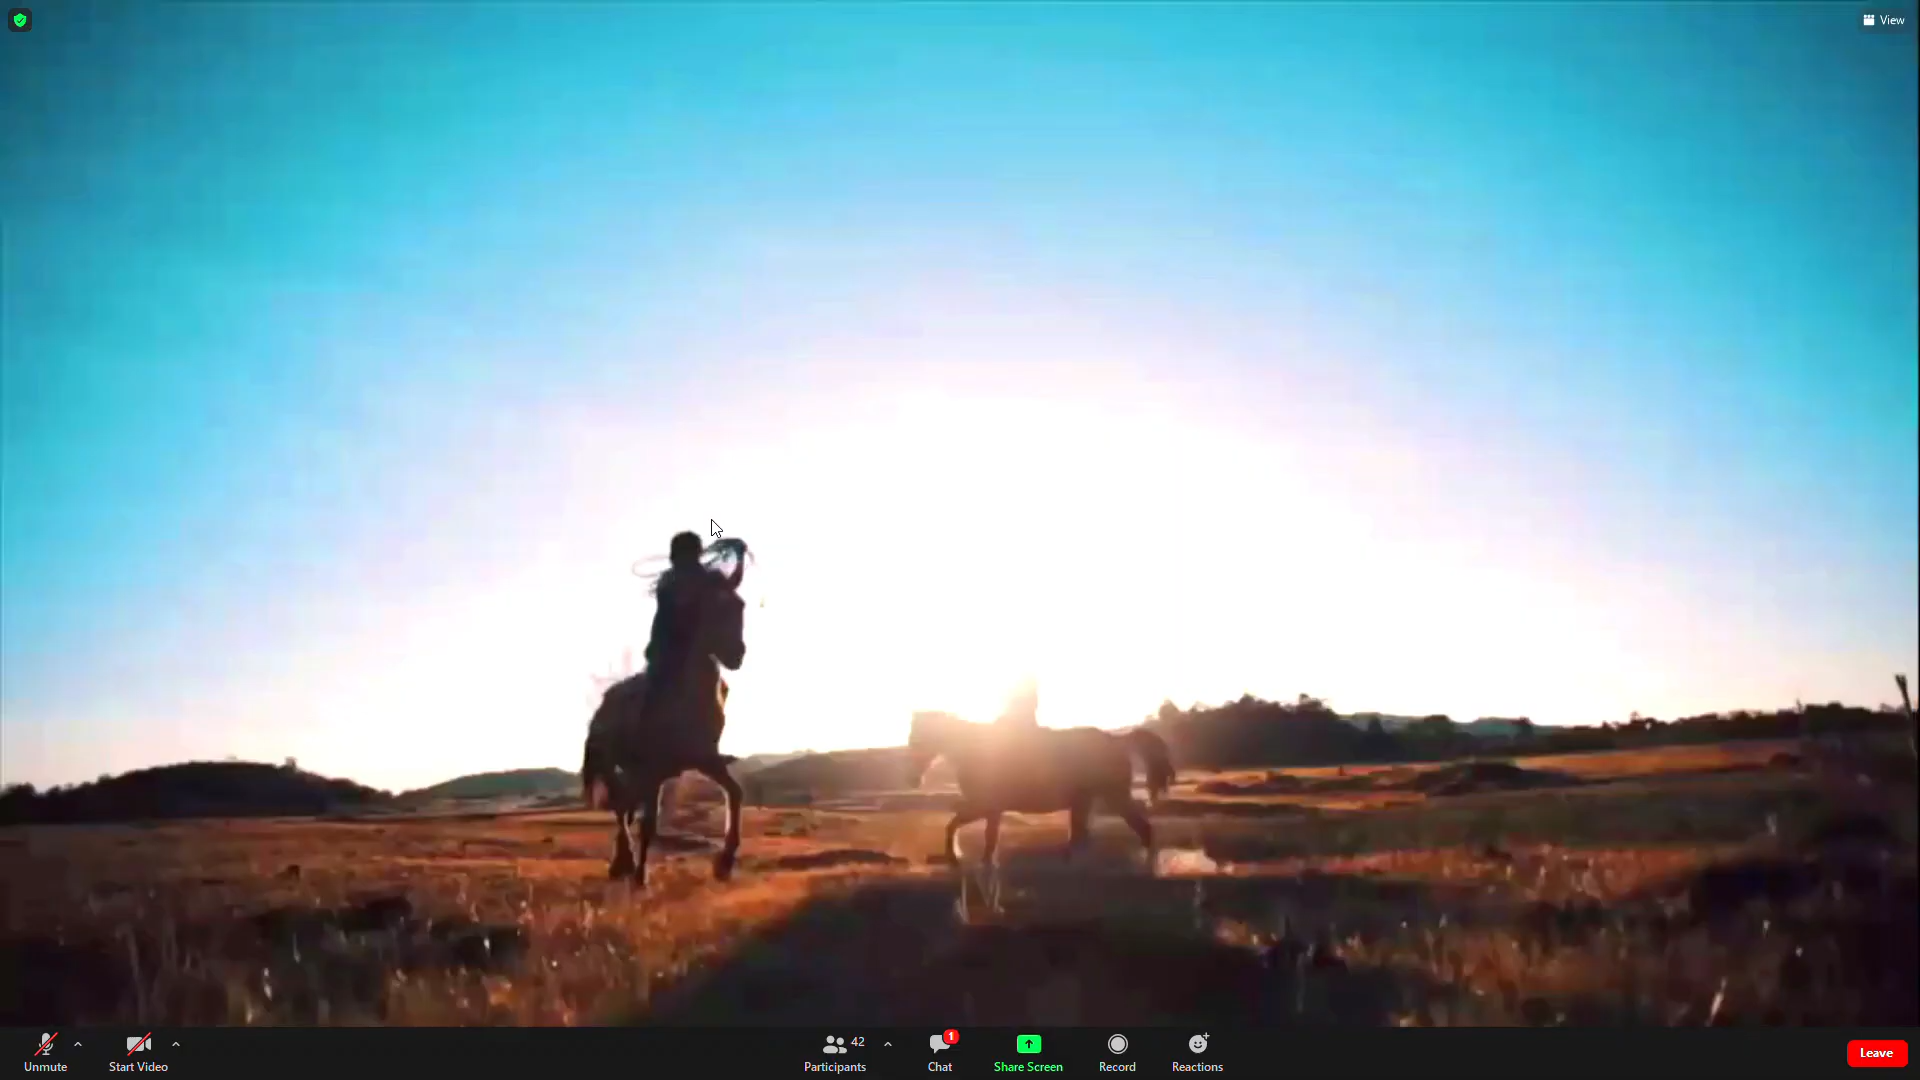 View
Unmute
Start Video
42
Participants
1
Chat
Share Screen
Record
Reactions
Leave